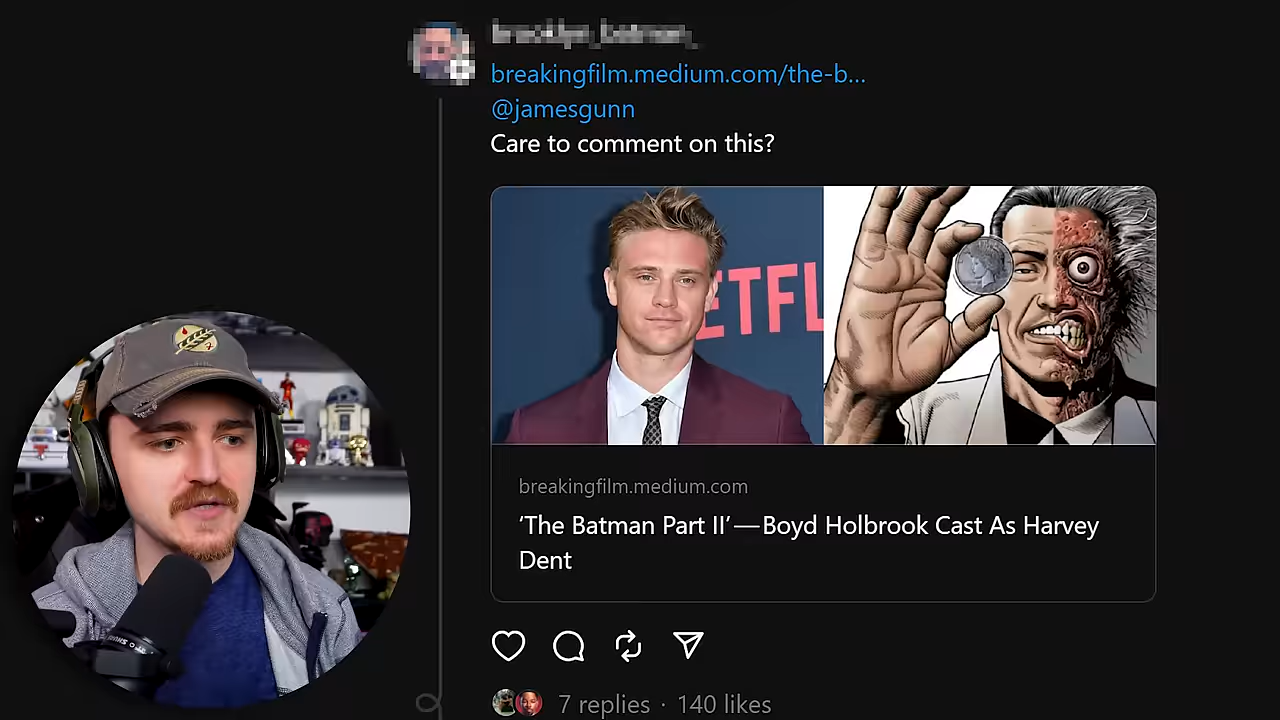 breakingfilm.medium.com/the-b...
@jamesgunn
Care to comment on this?
ETFL
breakingfilm.medium.com
‘The Batman Part II’ — Boyd Holbrook Cast As Harvey
Dent
7 replies · 140 likes